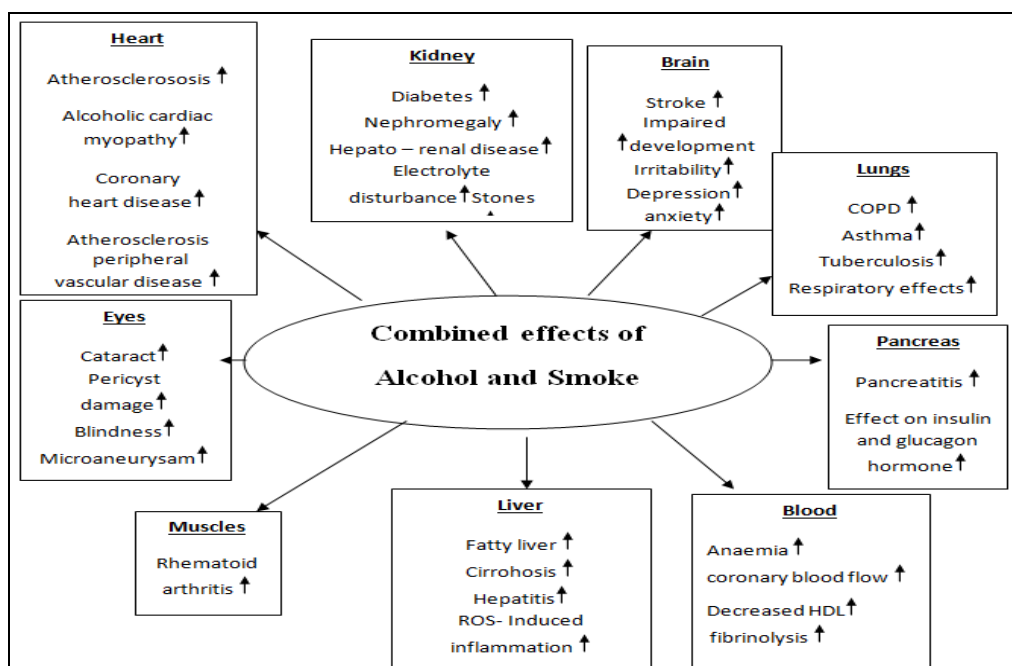 Heart
Atherosclerososis ↑
Alcoholic cardiac
myopathy ↑
Coronary
heart disease ↑
Atherosclerosis
peripheral
vascular disease ↑
Kidney
Diabetes ↑
Nephromegaly ↑
Hepato – renal disease ↑
Electrolyte
disturbance ↑ Stones
Brain
Stroke ↑
Impaired
↑ development
Irritability ↑
Depression ↑
anxiety ↑
Lungs
COPD ↑
Asthma ↑
Tuberculosis ↑
Respiratory effects ↑
Combined effects of
Alcohol and Smoke
Eyes
Cataract ↑
Pericyst
damage ↑
Blindness ↑
Microaneurysam ↑
Pancreas
Pancreatitis ↑
Effect on insulin
and glucagon
hormone ↑
Muscles
Rhematoid
arthritis ↑
Liver
Fatty liver ↑
Cirrohosis ↑
Hepatitis ↑
ROS- Induced
inflammation ↑
Blood
Anaemia ↑
coronary blood flow ↑
Decreased HDL ↑
fibrinolysis ↑